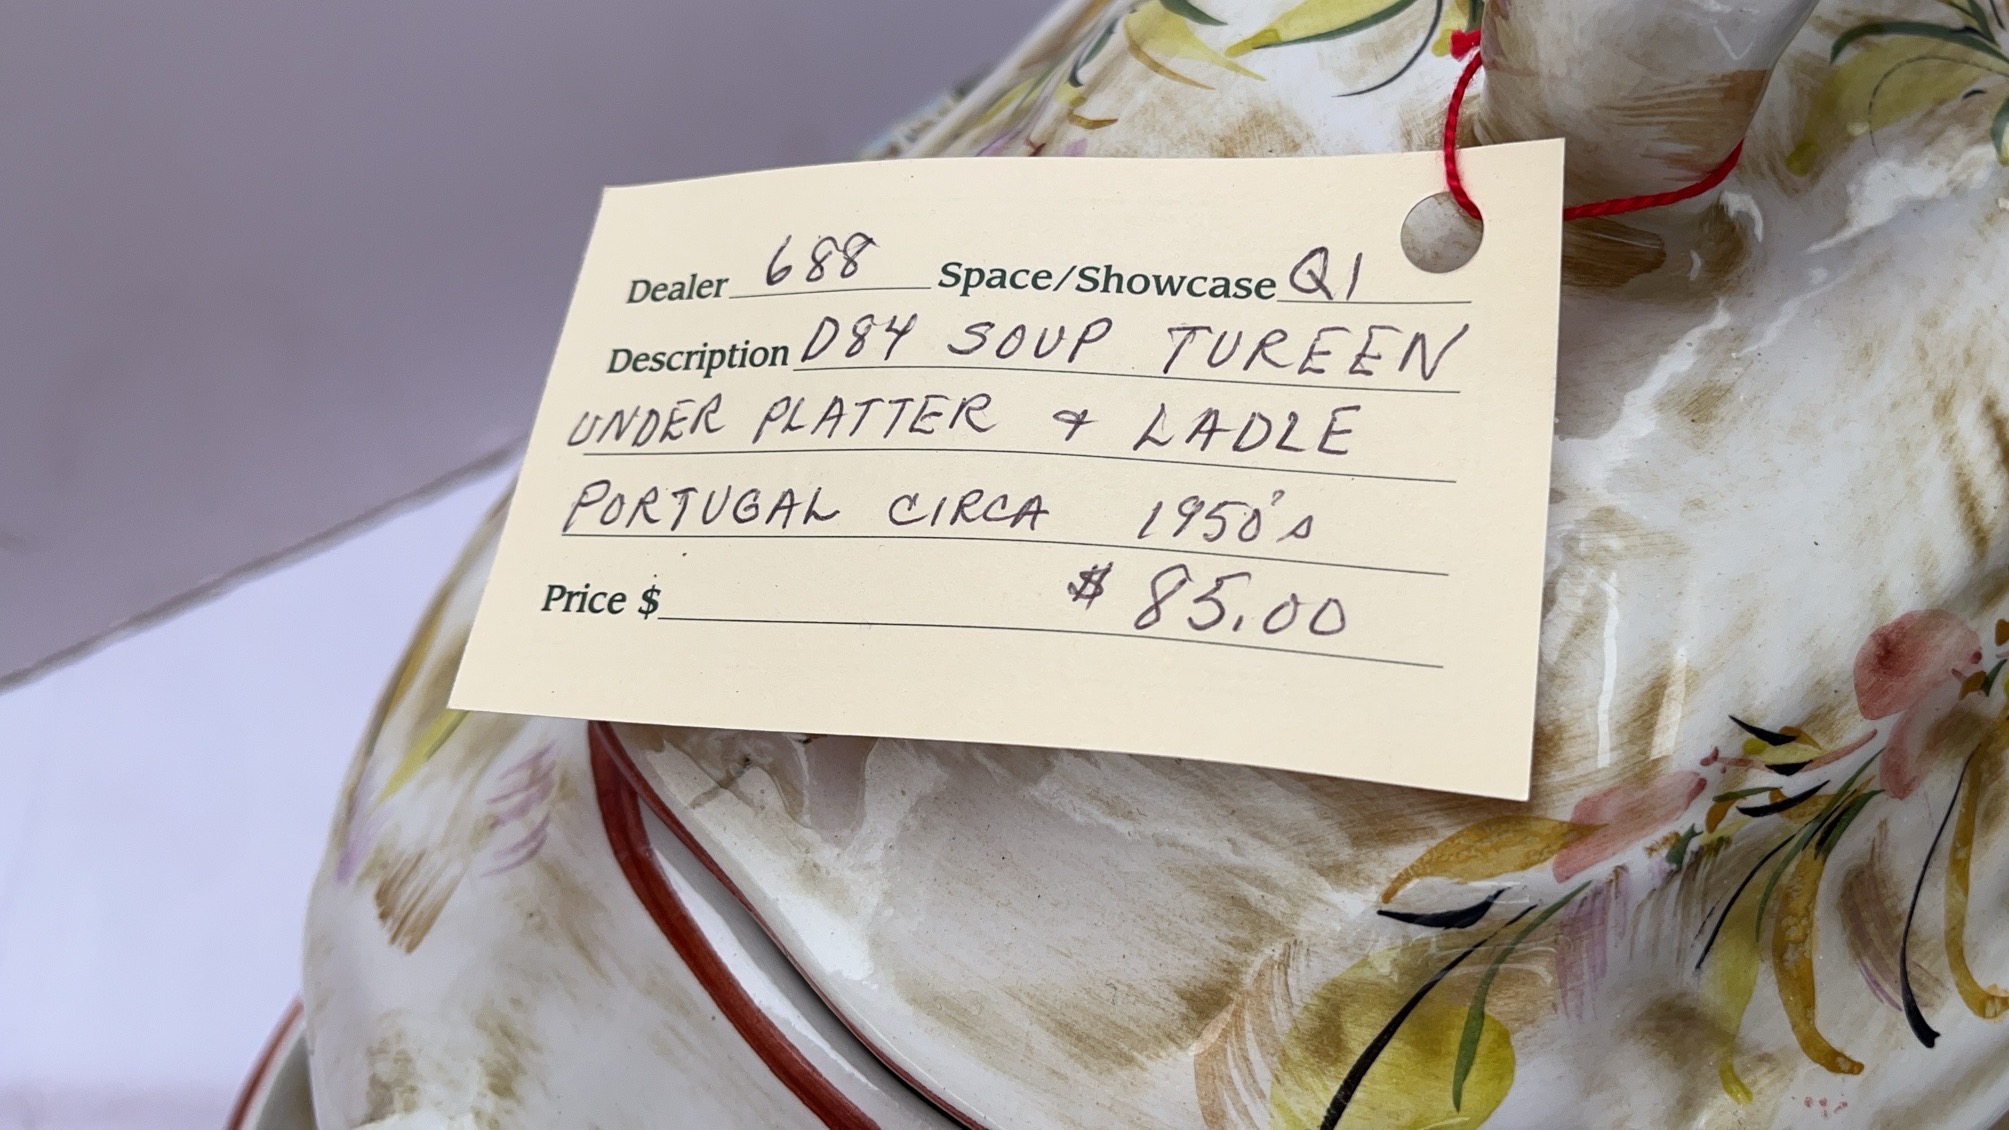 Dealer 688 Space/Showcase Q1
Description D84 SOUP TUREEN
UNDER PLATTER & LADLE
PORTUGAL CIRCA 1950's
Price $ $ 85.00